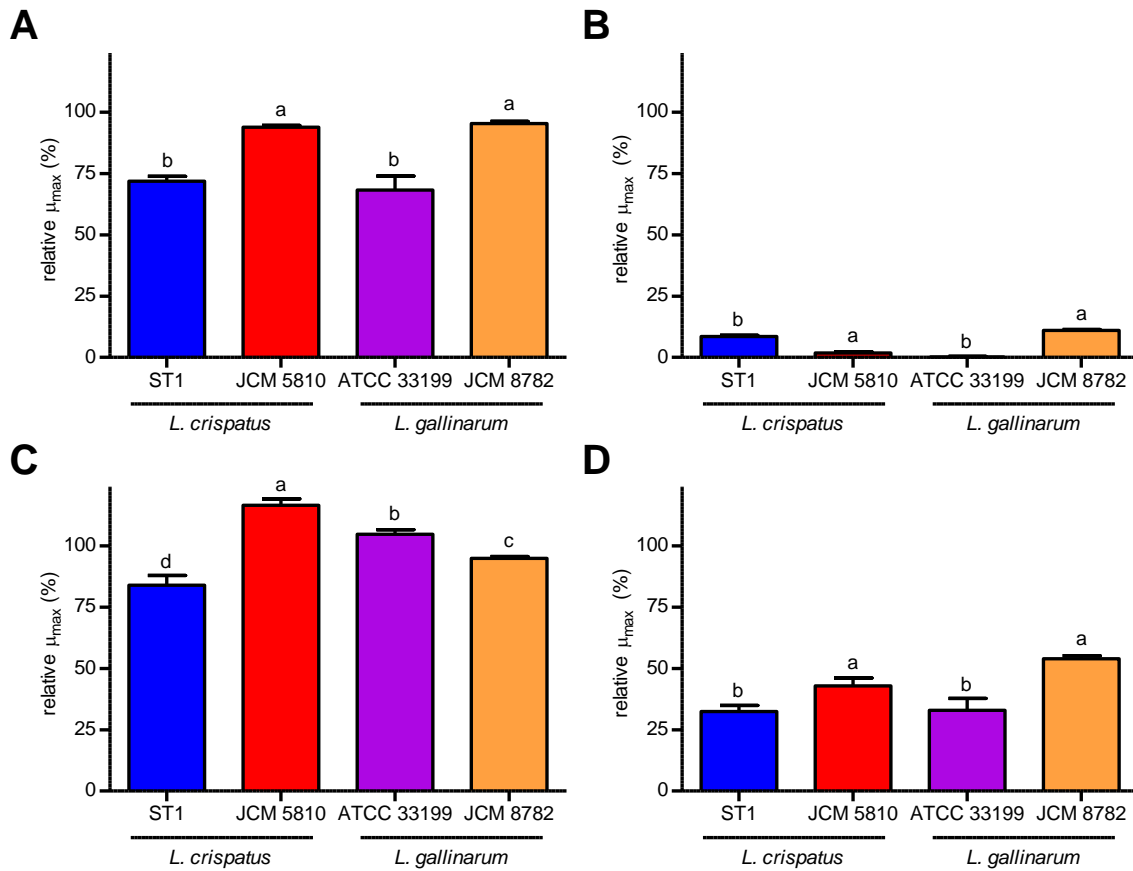 A
relative μmax (%)
100
75
50
25
0
b
a
b
a
ST1
JCM 5810
ATCC 33199
JCM 8782
L. crispatus
L. gallinarum
B
relative μmax (%)
100
75
50
25
0
b
a
b
a
ST1
JCM 5810
ATCC 33199
JCM 8782
L. crispatus
L. gallinarum
C
relative μmax (%)
100
75
50
25
0
d
a
b
c
ST1
JCM 5810
ATCC 33199
JCM 8782
L. crispatus
L. gallinarum
D
relative μmax (%)
100
75
50
25
0
b
a
b
a
ST1
JCM 5810
ATCC 33199
JCM 8782
L. crispatus
L. gallinarum